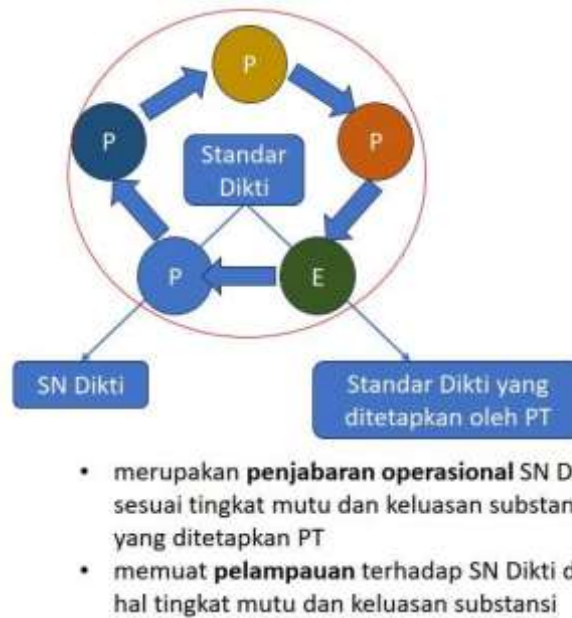 P
P
P
Standar
Dikti
P
E
SN Dikti
Standar Dikti yang
ditetapkan oleh PT
• merupakan penjabaran operasional SN D
sesuai tingkat mutu dan keluasan substan
yang ditetapkan PT
• memuat pelampauan terhadap SN Dikti d
hal tingkat mutu dan keluasan substansi